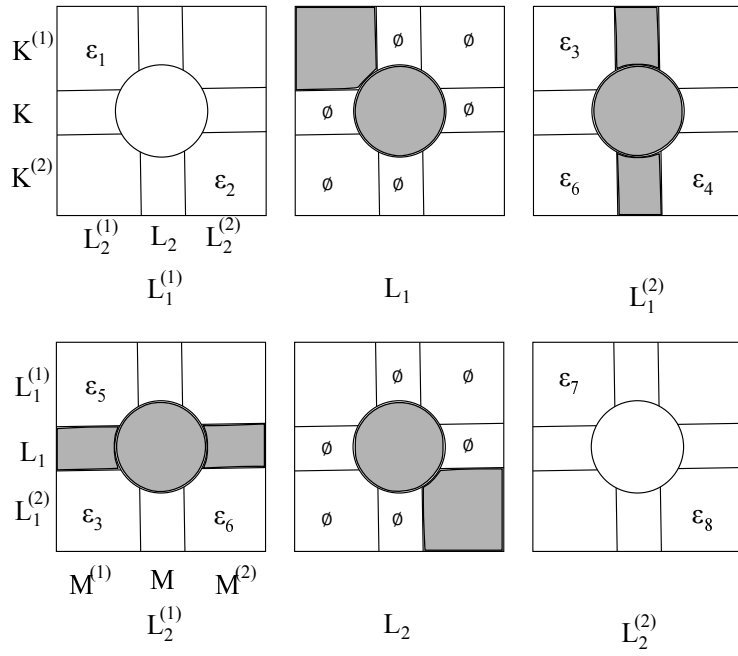 K^(1) ε₁ ∅ ∅ ε₃
K ∅ ∅
K^(2) ε₂ ∅ ∅ ε₆ ε₄
L₂^(1) L₂ L₂^(2)
L₁^(1) L₁ L₁^(2)
L₁^(1) ε₅ ∅ ∅ ε₇
L₁ ∅ ∅
L₁^(2) ε₃ ε₆ ∅ ∅ ε₈
M^(1) M M^(2)
L₂^(1) L₂ L₂^(2)